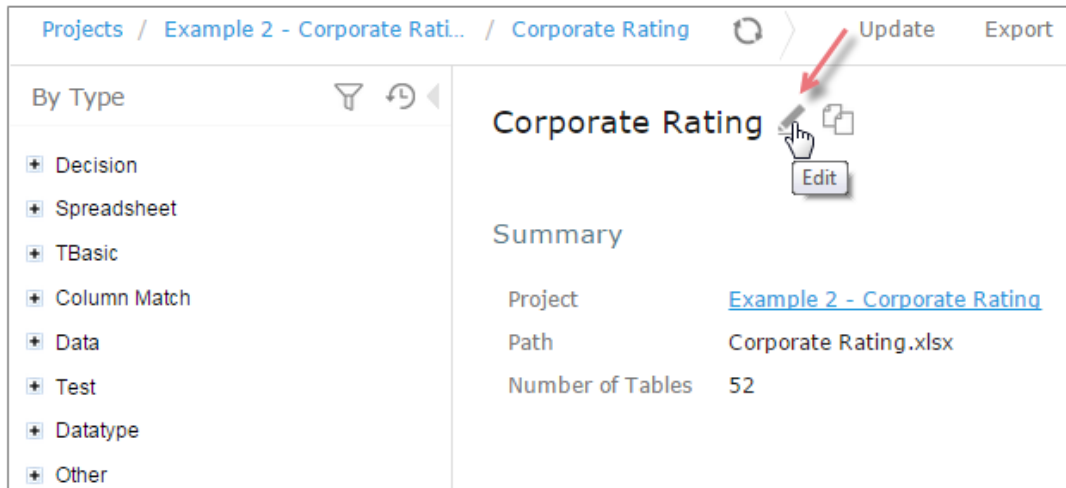 Projects / Example 2 - Corporate Rati... / Corporate Rating Update Export
By Type
Decision
Spreadsheet
TBasic
Column Match
Data
Test
Datatype
Other
Corporate Rating
Edit
Summary
Project Example 2 - Corporate Rating
Path Corporate Rating.xlsx
Number of Tables 52